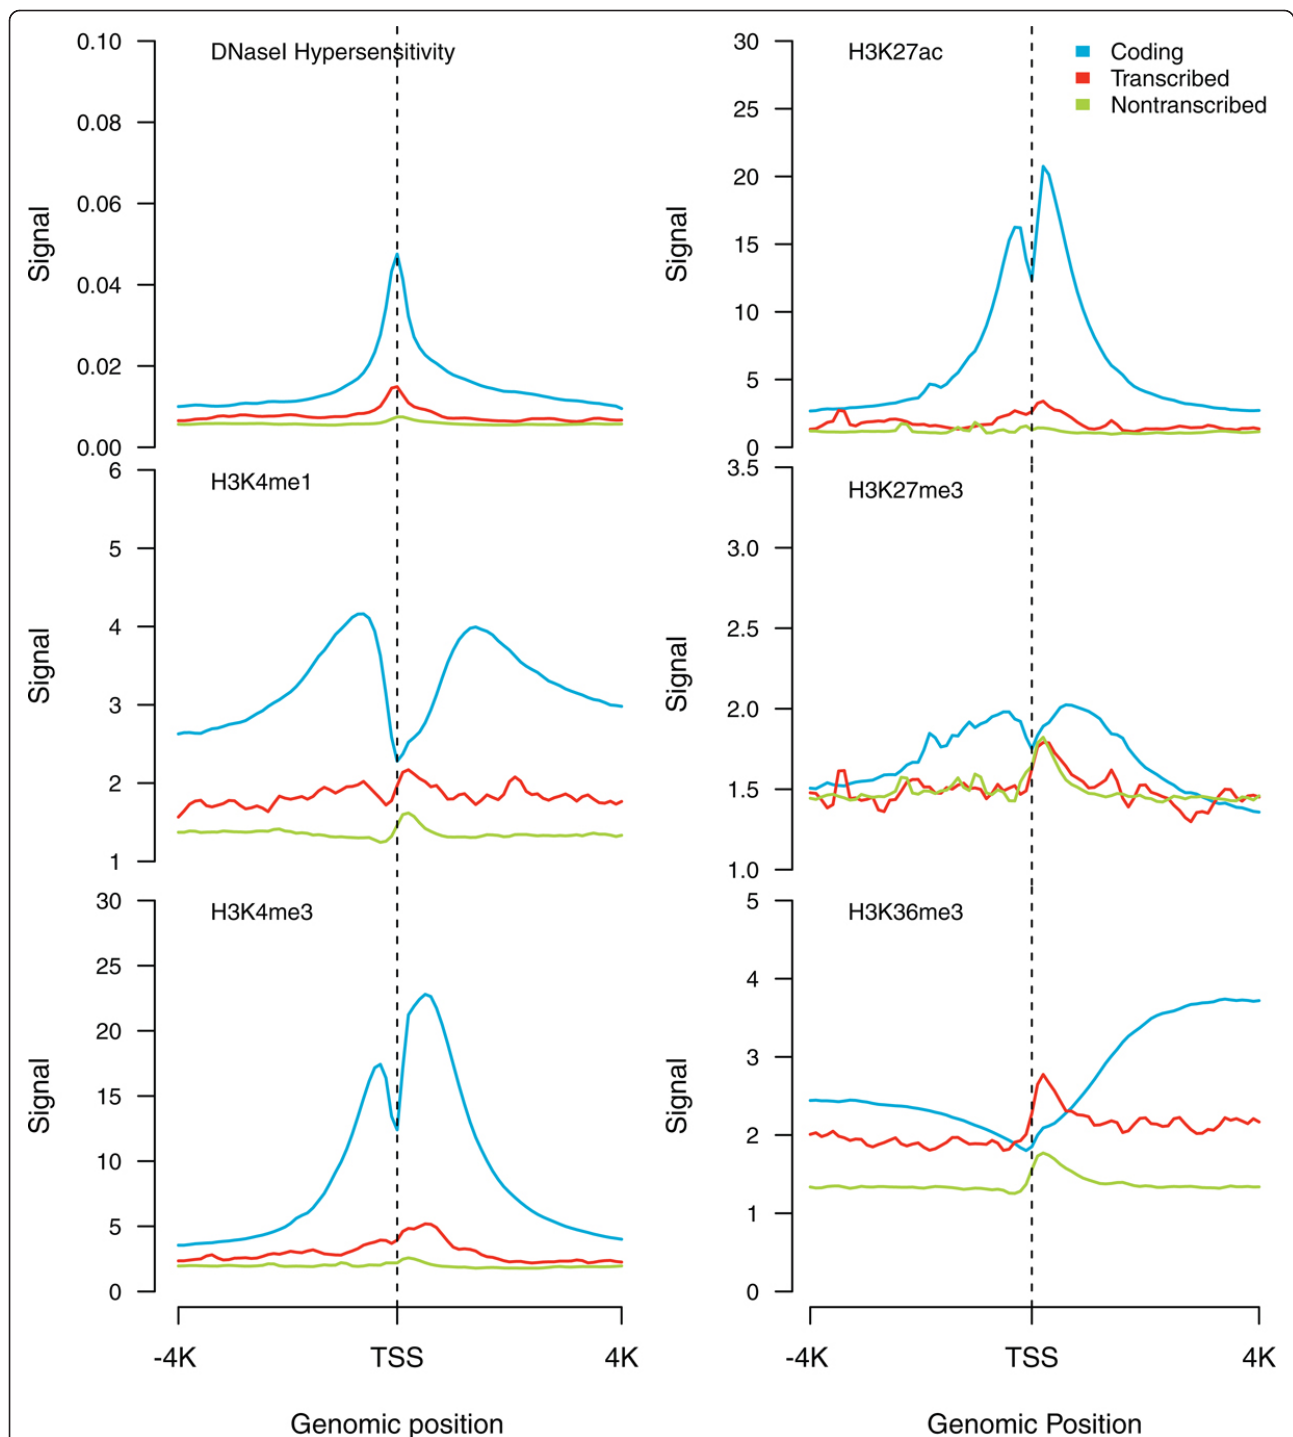 DNaseI Hypersensitivity
0.10
0.08
0.06
0.04
0.02
0.00
Signal
H3K27ac
Coding
Transcribed
Nontranscribed
30
25
20
15
10
5
0
Signal
H3K4me1
6
5
4
3
2
1
Signal
H3K27me3
3.5
3.0
2.5
2.0
1.5
1.0
Signal
H3K4me3
30
25
20
15
10
5
0
Signal
-4K TSS 4K
Genomic position
H3K36me3
5
4
3
2
1
0
Signal
-4K TSS 4K
Genomic Position